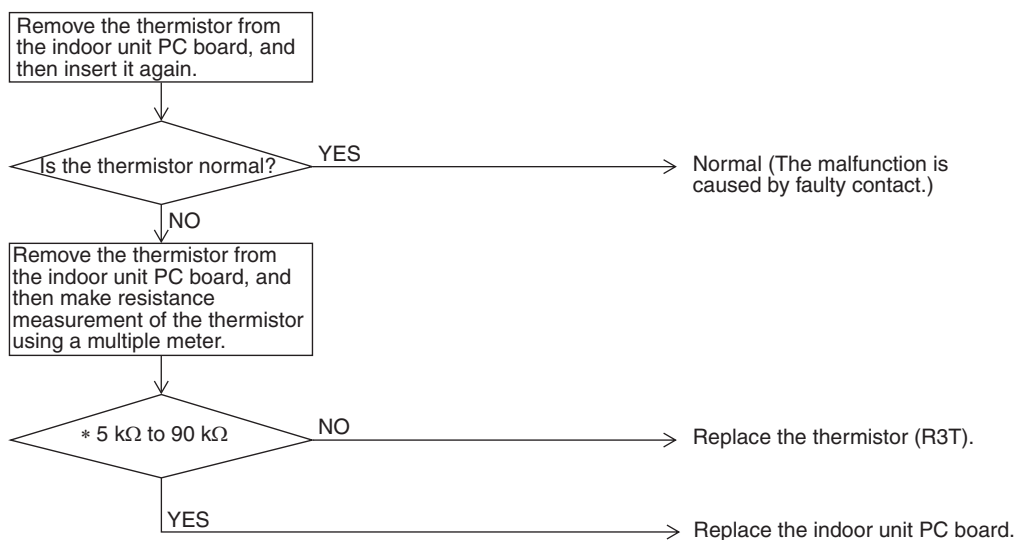 Remove the thermistor from
the indoor unit PC board, and
then insert it again.
Is the thermistor normal?
YES
Normal (The malfunction is
caused by faulty contact.)
NO
Remove the thermistor from
the indoor unit PC board, and
then make resistance
measurement of the thermistor
using a multiple meter.
* 5 kΩ to 90 kΩ
NO
Replace the thermistor (R3T).
YES
Replace the indoor unit PC board.